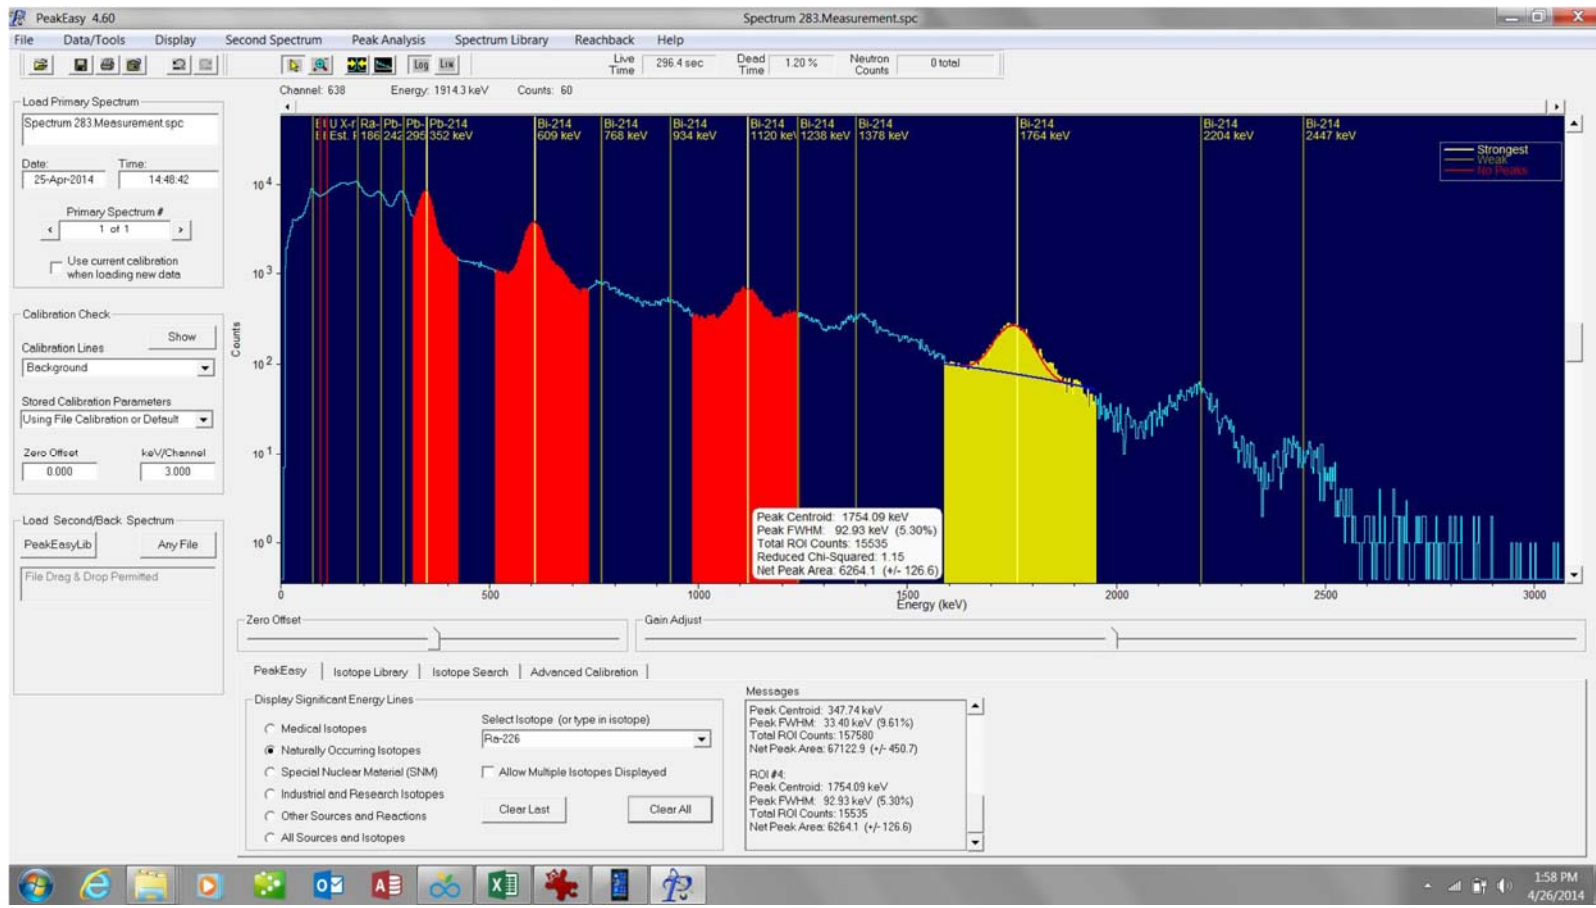 PeakEasy 4.60
Spectrum 283.Measurement.spc
File Data/Tools Display Second Spectrum Peak Analysis Spectrum Library Reachback Help
Log Lin
Live Time 296.4 sec
Dead Time 1.20 %
Neutron Counts 0 total
Channel: 638 Energy: 1914.3 keV Counts: 60
Load Primary Spectrum
Spectrum 283.Measurement.spc
Date: Time:
25-Apr-2014 14:48:42
Primary Spectrum #
< 1 of 1 >
Use current calibration
when loading new data
Calibration Check
Show
Calibration Lines
Background
Stored Calibration Parameters
Using File Calibration or Default
Zero Offset keV/Channel
0.000 3.000
Load Second/Back Spectrum
PeakEasyLib Any File
File Drag & Drop Permitted
U X-r Ra- Pb- Pb- Pb-214 Bi-214 Bi-214 Bi-214 Bi-214 Bi-214 Bi-214 Bi-214 Bi-214 Bi-214
Est. F 186 242 295 352 keV 609 keV 768 keV 934 keV 1120 keV 1238 keV 1378 keV 1764 keV 2204 keV 2447 keV
Strongest
Weak
No Peaks
Counts
10^4
10^3
10^2
10^1
10^0
Peak Centroid: 1754.09 keV
Peak FWHM: 92.93 keV (5.30%)
Total ROI Counts: 15535
Reduced Chi-Squared: 1.15
Net Peak Area: 6264.1 (+/- 126.6)
0 500 1000 1500 2000 2500 3000
Energy (keV)
Zero Offset
Gain Adjust
PeakEasy Isotope Library Isotope Search Advanced Calibration
Display Significant Energy Lines
Medical Isotopes
Naturally Occurring Isotopes
Special Nuclear Material (SNM)
Industrial and Research Isotopes
Other Sources and Reactions
All Sources and Isotopes
Select Isotope (or type in isotope)
Ra-226
Allow Multiple Isotopes Displayed
Clear Last Clear All
Messages
Peak Centroid: 347.74 keV
Peak FWHM: 33.40 keV (9.61%)
Total ROI Counts: 157580
Net Peak Area: 67122.9 (+/- 450.7)
ROI #4:
Peak Centroid: 1754.09 keV
Peak FWHM: 92.93 keV (5.30%)
Total ROI Counts: 15535
Net Peak Area: 6264.1 (+/- 126.6)
1:58 PM
4/26/2014